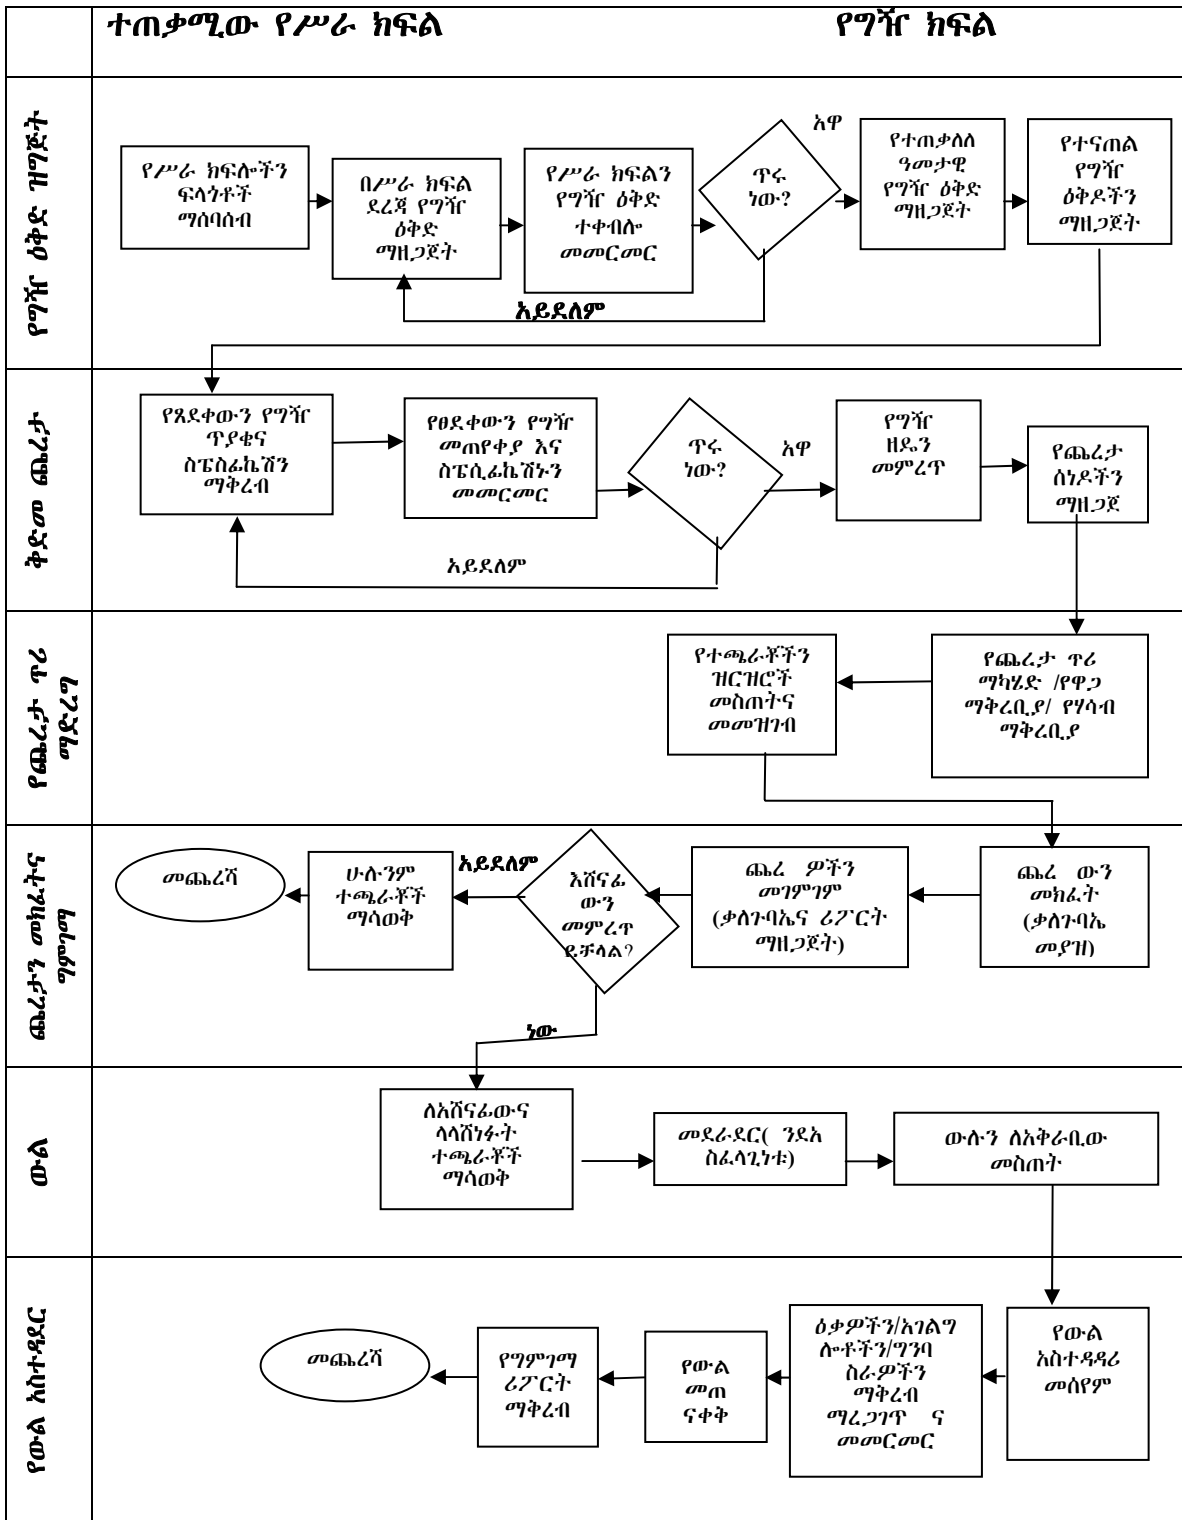 ተጠቃሚው የሥራ ክፍል
የግዥ ክፍል
የግዥ ዕቅድ ዝግጅት
የሥራ ክፍሎችን
ፍላጎቶች
ማሰባሰብ
በሥራ ክፍል
ደረጃ የግዥ
ዕቅድ
ማዘጋጀት
የሥራ ክፍልን
የግዥ ዕቅድ
ተቀብሎ
መመርመር
ጥሩ
ነው?
አዋ
የተጠቃለለ
ዓመታዊ
የግዥ ዕቅድ
ማዘጋጀት
የተናጠል
የግዥ
ዕቅዶችን
ማዘጋጀት
አይደለም
ቅድመ ጨረታ
የጸደቀውን የግዥ
ጥያቄና
ስፔስፊኬሽን
ማቅረብ
የፀደቀውን የግዥ
መጠየቀያ እና
ስፔሲፊኬሽኑን
መመርመር
ጥሩ
ነው?
አዋ
የግዥ
ዘዴን
መምረጥ
የጨረታ
ሰነዶችን
ማዘጋጀ
አይደለም
የጨረታ ጥሪ
ማድረግ
የተጫራቾችን
ዝርዝሮች
መስጠትና
መመዝገብ
የጨረታ ጥሪ
ማካሄድ /የዋጋ
ማቅረቢያ/ የሃሳብ
ማቅረቢያ
ጨረታን መክፈትና
ግምገማ
መጨረሻ
ሁሉንም
ተጫራቾች
ማሳወቅ
አይደለም
አሸናፊ
ውን
መምረጥ
ይቻላል?
ጨረ ዎችን
መገምገም
(ቃለጉባኤና ሪፖርት
ማዘጋጀት)
ጨረ ውን
መክፈት
(ቃለጉባኤ
መያዝ)
ነው
ውል
ለአሸናፊውና
ላላሸነፉት
ተጫራቾች
ማሳወቅ
መደራደር( ንደአ
ስፈላጊነቱ)
ውሉን ለአቅራቢው
መስጠት
የውል አስተዳደር
መጨረሻ
የግምገማ
ሪፖርት
ማቅረብ
የውል
መጠ
ናቀቅ
ዕቃዎችን/አገልግ
ሎቶችን/ግንባ
ስራዎችን
ማቅረብ
ማረጋገጥ ና
መመርመር
የውል
አስተዳዳሪ
መሰየም